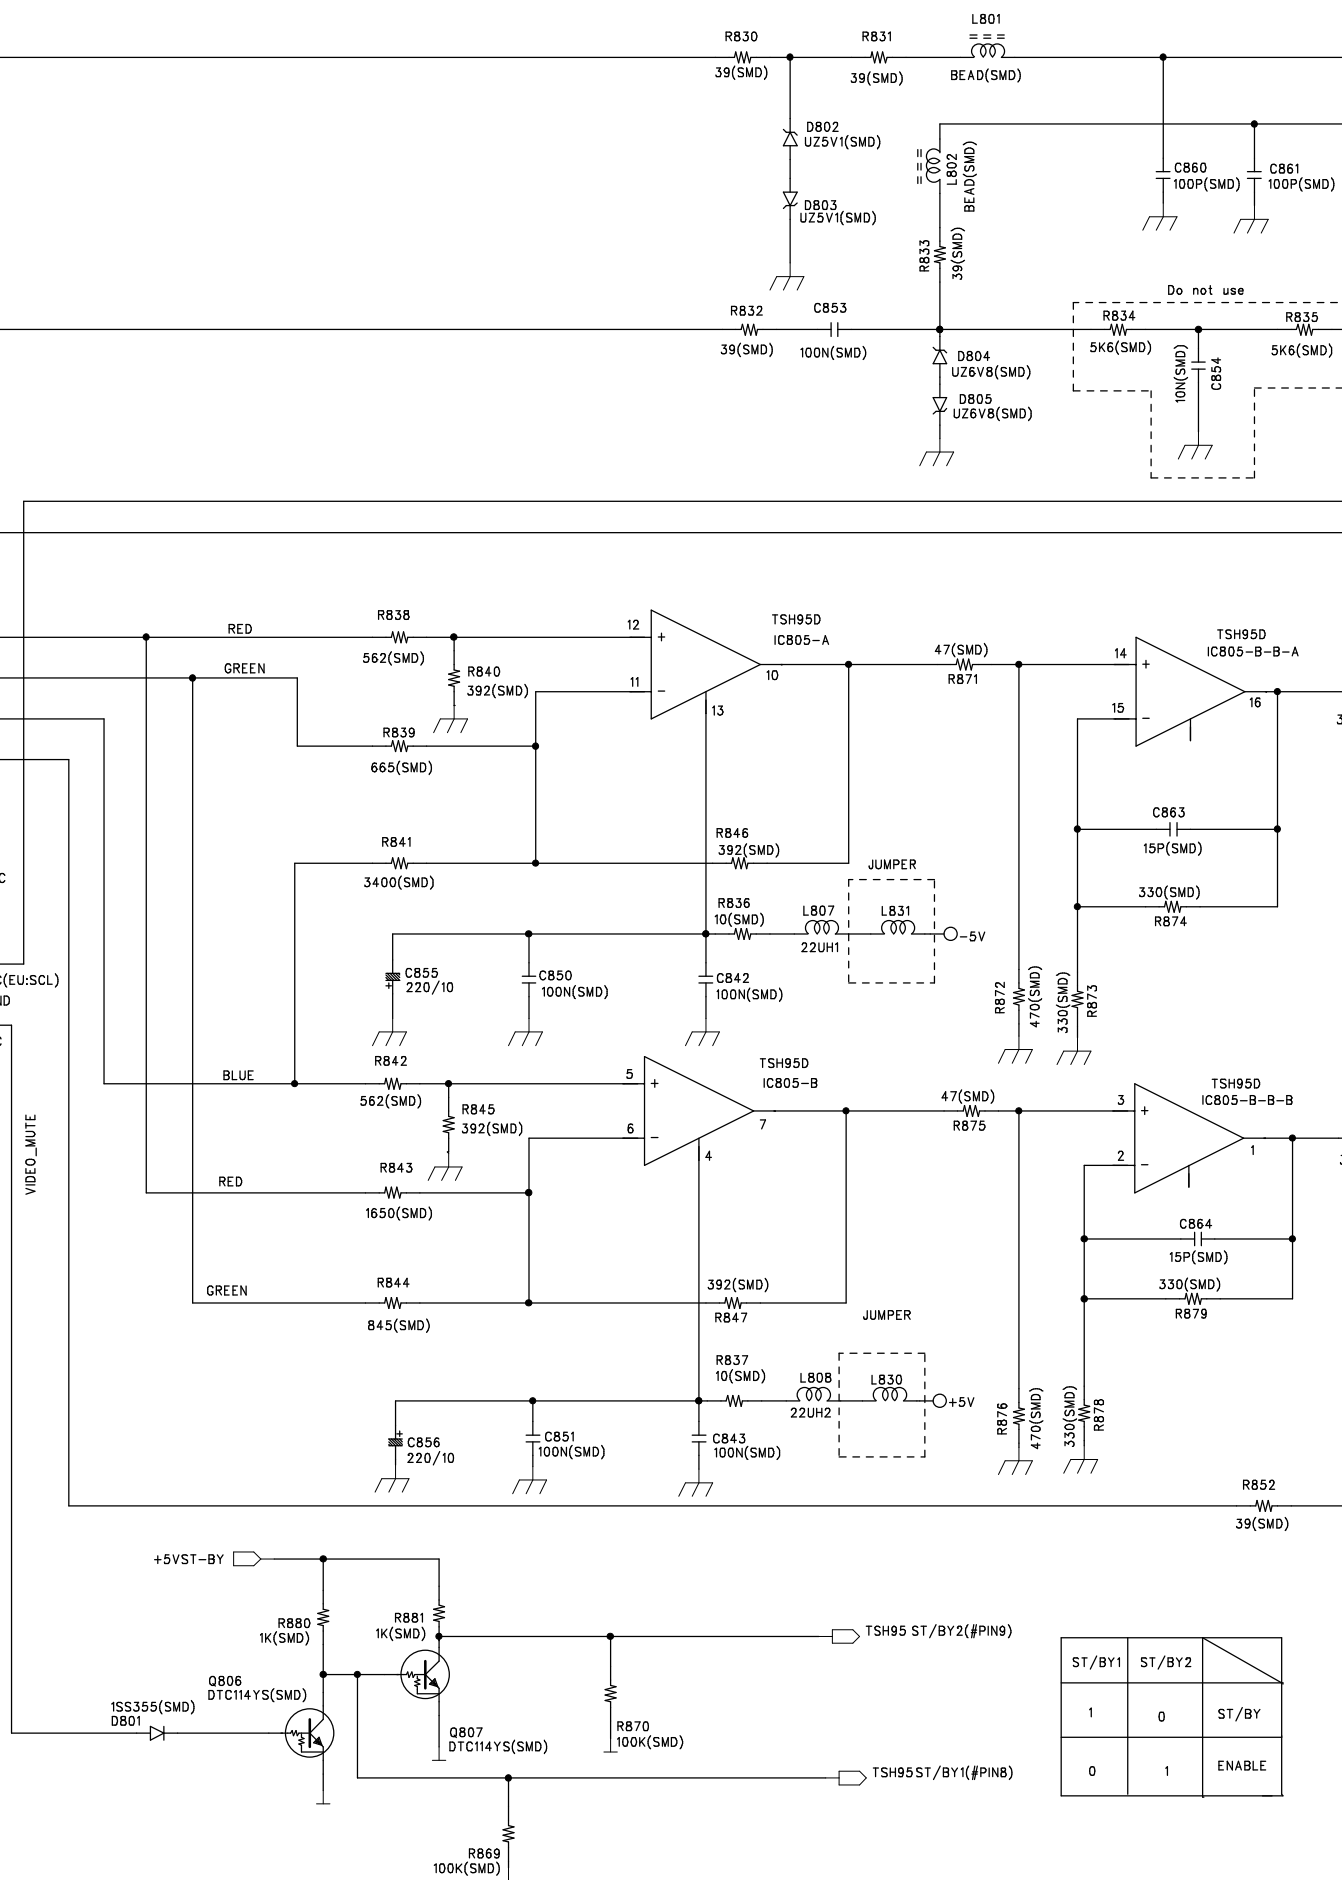 L801
R830
R831
39(SMD)
39(SMD)
BEAD(SMD)
D802
UZ5V1(SMD)
L802
BEAD(SMD)
C860
100P(SMD)
C861
100P(SMD)
D803
UZ5V1(SMD)
R833
39(SMD)
Do not use
R832
C853
R834
R835
39(SMD)
100N(SMD)
5K6(SMD)
5K6(SMD)
D804
UZ6V8(SMD)
10N(SMD)
C854
D805
UZ6V8(SMD)
R838
RED
562(SMD)
12
+
TSH95D
IC805-A
TSH95D
IC805-B-B-A
GREEN
R840
392(SMD)
11
−
10
13
47(SMD)
R871
14
+
15
−
16
3
R839
665(SMD)
R841
3400(SMD)
R846
392(SMD)
C863
15P(SMD)
JUMPER
C
330(SMD)
R874
R836
10(SMD)
L807
22UH1
L831
-5V
C(EU:SCL)
ND
C
C855
220/10
+
C850
100N(SMD)
C842
100N(SMD)
R872
470(SMD)
330(SMD)
R873
BLUE
R842
562(SMD)
5
+
TSH95D
IC805-B
TSH95D
IC805-B-B-B
R845
392(SMD)
6
−
7
4
47(SMD)
R875
3
+
2
−
1
3
VIDEO_MUTE
RED
R843
1650(SMD)
C864
15P(SMD)
GREEN
R844
845(SMD)
392(SMD)
R847
330(SMD)
R879
JUMPER
R837
10(SMD)
L808
22UH2
L830
+5V
+
C856
220/10
C851
100N(SMD)
C843
100N(SMD)
R876
470(SMD)
330(SMD)
R878
R852
39(SMD)
+5VST-BY
R880
1K(SMD)
R881
1K(SMD)
TSH95 ST/BY2(#PIN9)
ST/BY1
ST/BY2
1
0
ST/BY
0
1
ENABLE
Q806
DTC114YS(SMD)
1SS355(SMD)
D801
Q807
DTC114YS(SMD)
R870
100K(SMD)
TSH95ST/BY1(#PIN8)
R869
100K(SMD)